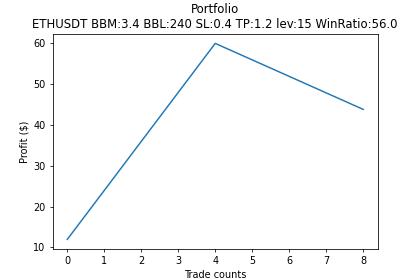 Portfolio
ETHUSDT BBM:3.4 BBL:240 SL:0.4 TP:1.2 lev:15 WinRatio:56.0
60
50
40
30
20
10
Profit ($)
0 1 2 3 4 5 6 7 8
Trade counts